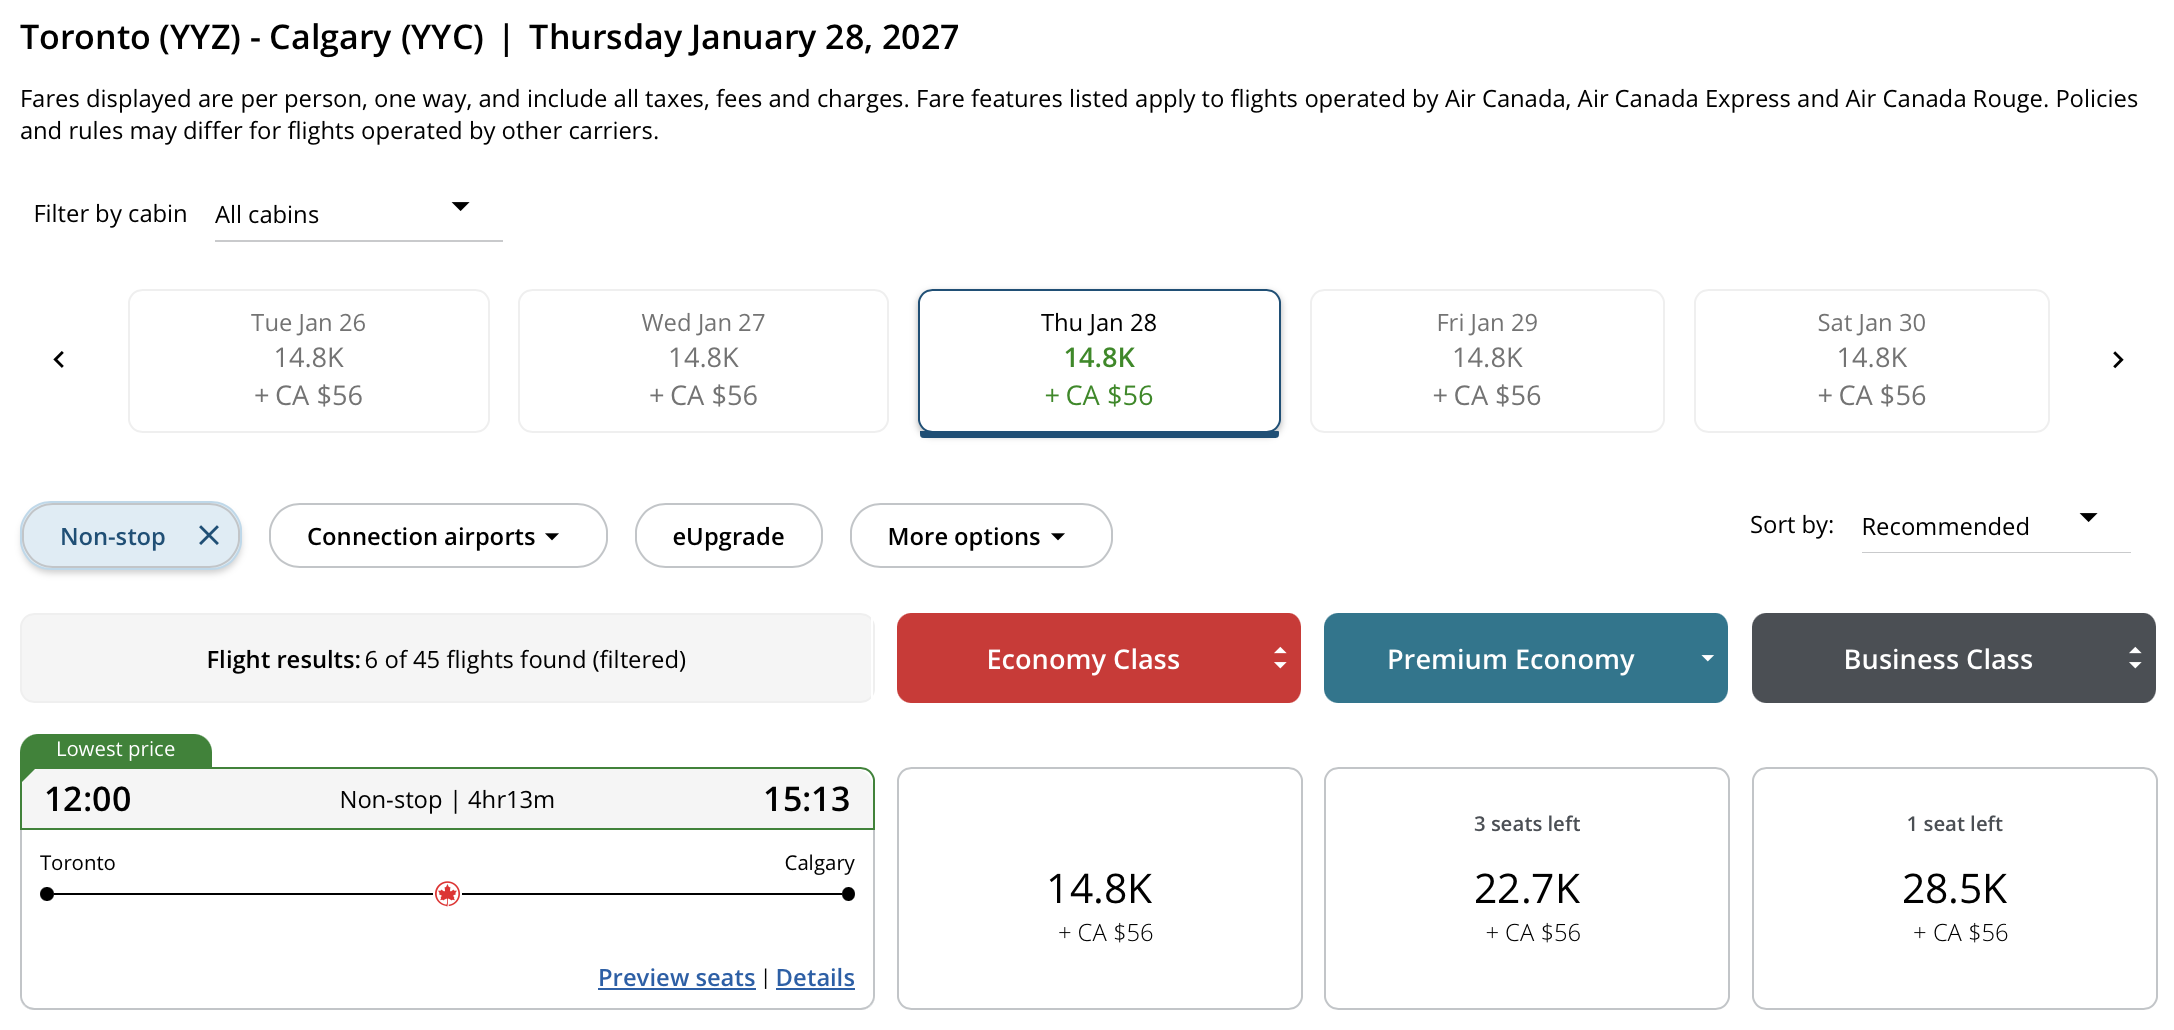 Toronto (YYZ) - Calgary (YYC) | Thursday January 28, 2027
Fares displayed are per person, one way, and include all taxes, fees and charges. Fare features listed apply to flights operated by Air Canada, Air Canada Express and Air Canada Rouge. Policies
and rules may differ for flights operated by other carriers.
Filter by cabin All cabins
Tue Jan 26
14.8K
+ CA $56
Wed Jan 27
14.8K
+ CA $56
Thu Jan 28
14.8K
+ CA $56
Fri Jan 29
14.8K
+ CA $56
Sat Jan 30
14.8K
+ CA $56
Non-stop
Connection airports
eUpgrade
More options
Sort by: Recommended
Flight results: 6 of 45 flights found (filtered)
Economy Class
Premium Economy
Business Class
Lowest price
12:00 Non-stop | 4hr13m 15:13
Toronto Calgary
Preview seats | Details
14.8K
+ CA $56
3 seats left
22.7K
+ CA $56
1 seat left
28.5K
+ CA $56